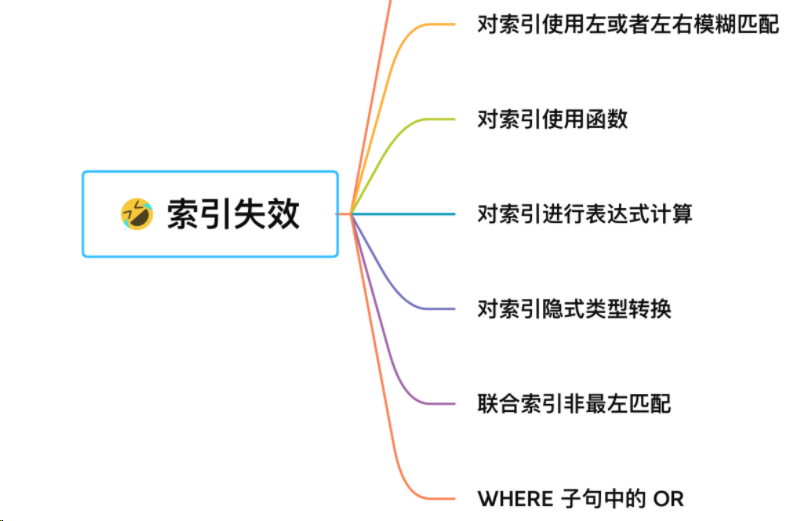 对索引使用左或者左右模糊匹配
对索引使用函数
🤣 索引失效
对索引进行表达式计算
对索引隐式类型转换
联合索引非最左匹配
WHERE 子句中的 OR